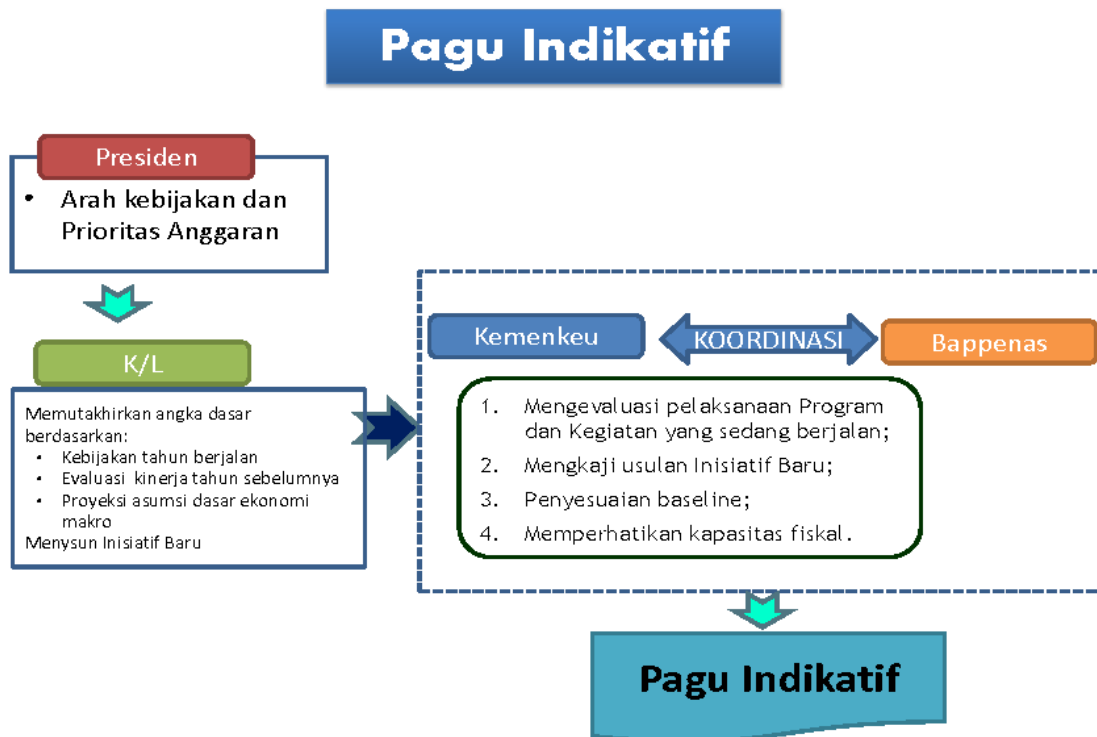 Pagu Indikatif
Presiden
• Arah kebijakan dan
Prioritas Anggaran
K/L
Memutakhirkan angka dasar
berdasarkan:
• Kebijakan tahun berjalan
• Evaluasi kinerja tahun sebelumnya
• Proyeksi asumsi dasar ekonomi
makro
Menysun Inisiatif Baru
Kemenkeu
KOORDINASI
Bappenas
1. Mengevaluasi pelaksanaan Program
dan Kegiatan yang sedang berjalan;
2. Mengkaji usulan Inisiatif Baru;
3. Penyesuaian baseline;
4. Memperhatikan kapasitas fiskal.
Pagu Indikatif